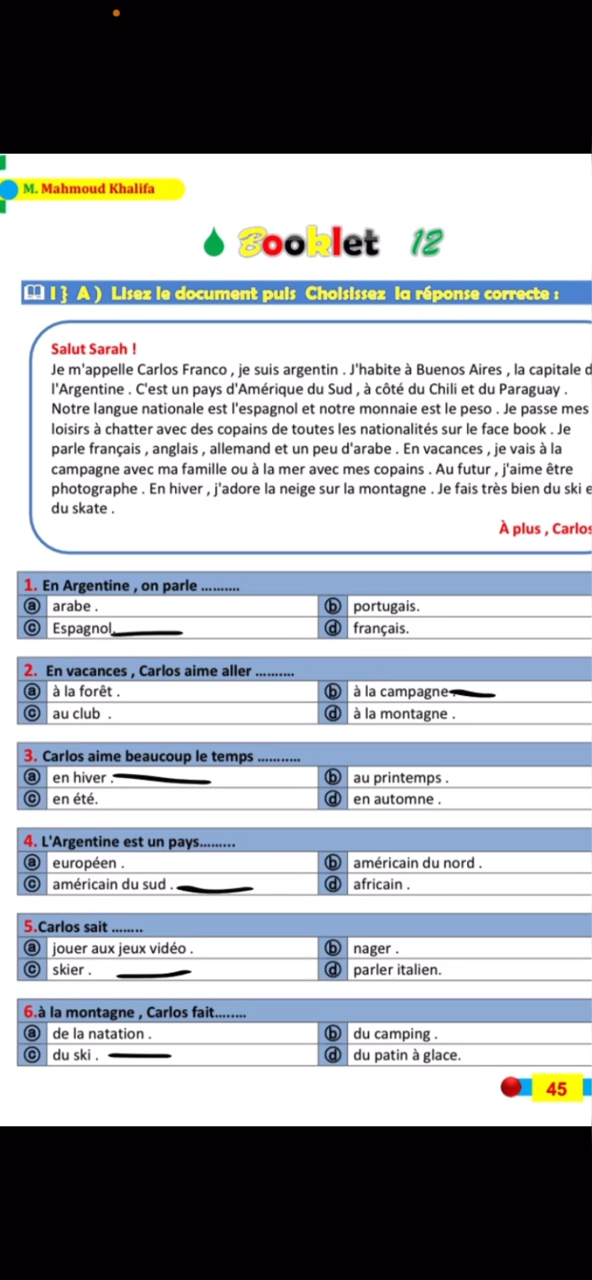 M. Mahmoud Khalifa
Booklet 12
I } A ) Lisez le document puis Choisissez la réponse correcte :
Salut Sarah !
Je m'appelle Carlos Franco , je suis argentin . J'habite à Buenos Aires , la capitale d
l'Argentine . C'est un pays d'Amérique du Sud , à côté du Chili et du Paraguay .
Notre langue nationale est l'espagnol et notre monnaie est le peso . Je passe mes
loisirs à chatter avec des copains de toutes les nationalités sur le face book . Je
parle français , anglais , allemand et un peu d'arabe . En vacances , je vais à la
campagne avec ma famille ou à la mer avec mes copains . Au futur , j'aime être
photographe . En hiver , j'adore la neige sur la montagne . Je fais très bien du ski e
du skate .
À plus , Carlos
1. En Argentine , on parle ..........
ⓐ arabe . ⓑ portugais.
ⓒ Espagnol. ⓓ français.
2. En vacances , Carlos aime aller ..........
ⓐ à la forêt . ⓑ à la campagne .
ⓒ au club . ⓓ à la montagne .
3. Carlos aime beaucoup le temps ...........
ⓐ en hiver . ⓑ au printemps .
ⓒ en été. ⓓ en automne .
4. L'Argentine est un pays.........
ⓐ européen . ⓑ américain du nord .
ⓒ américain du sud . ⓓ africain .
5.Carlos sait ........
ⓐ jouer aux jeux vidéo . ⓑ nager .
ⓒ skier . ⓓ parler italien.
6.à la montagne , Carlos fait........
ⓐ de la natation . ⓑ du camping .
ⓒ du ski . ⓓ du patin à glace.
45